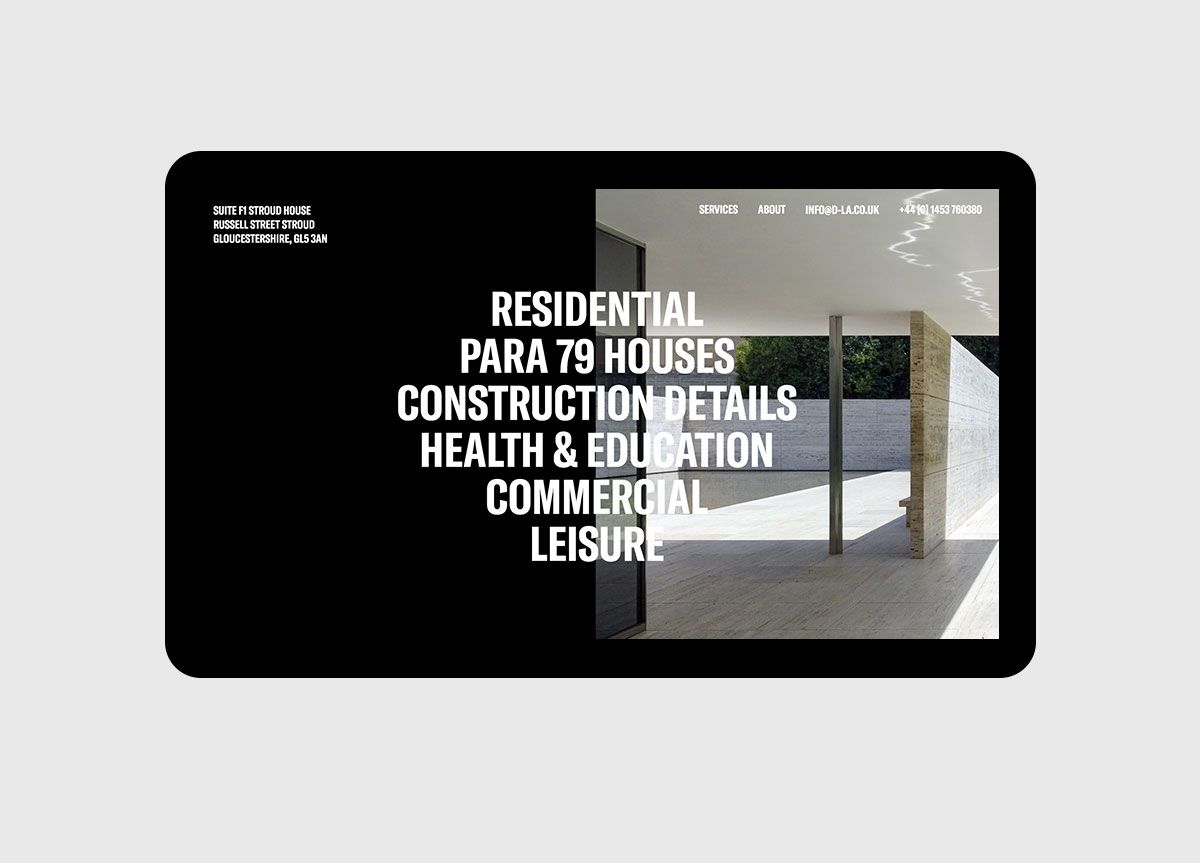 SUITE F1 STROUD HOUSE
RUSSELL STREET STROUD
GLOUCESTERSHIRE, GL5 3AN
SERVICES ABOUT INFO@D-LA.CO.UK +44 [0] 1453 760380
RESIDENTIAL
PARA 79 HOUSES
CONSTRUCTION DETAILS
HEALTH & EDUCATION
COMMERCIAL
LEISURE